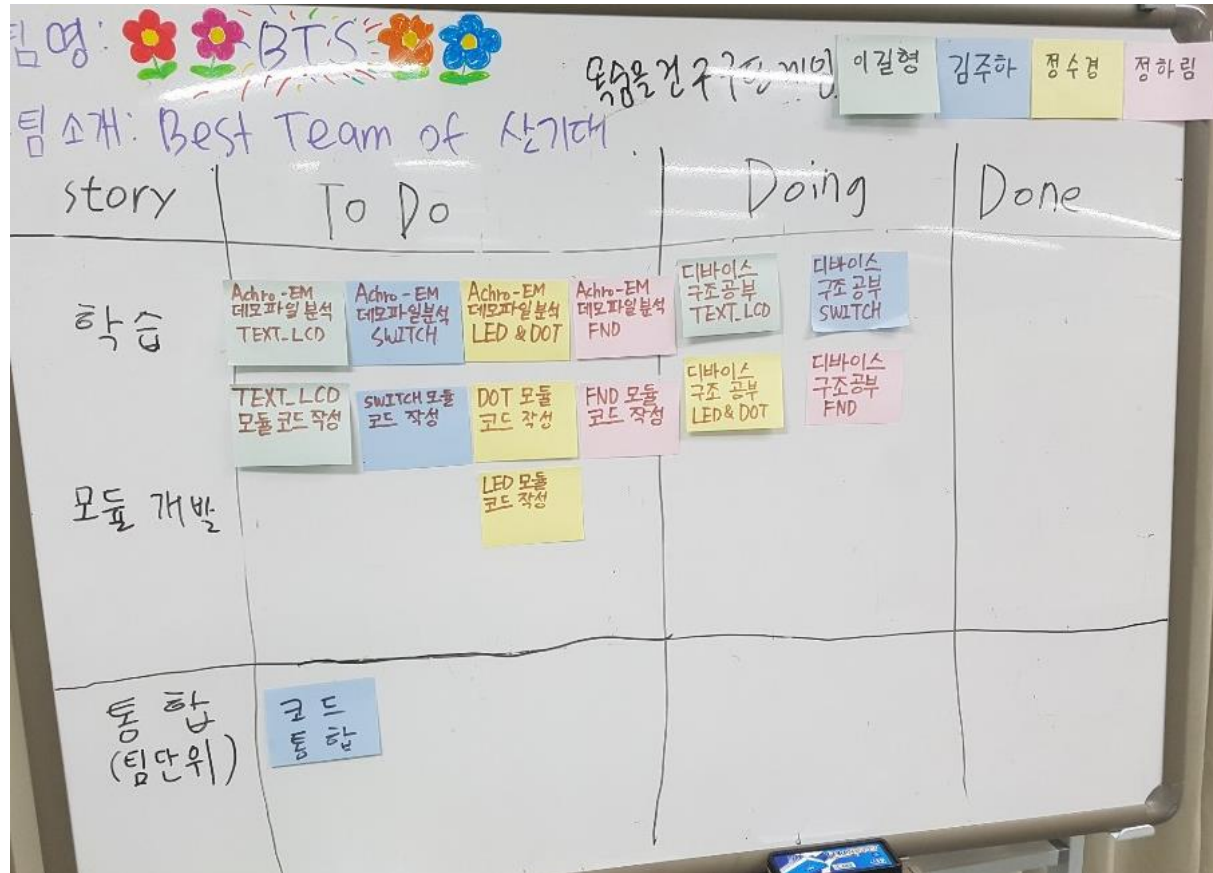 팀명: BTS
목숨을 건 구구단 게임
이길형
김주하
정수경
정하림
팀소개: Best Team of 산기대
story
To Do
Doing
Done
학습
Achro-EM
데모파일분석
TEXT_LCD
Achro-EM
데모파일분석
SWITCH
Achro-EM
데모파일분석
LED & DOT
Achro-EM
데모파일분석
FND
디바이스
구조공부
TEXT_LCD
디바이스
구조공부
SWITCH
디바이스
구조 공부
LED & DOT
디바이스
구조공부
FND
모듈 개발
TEXT_LCD
모듈 코드 작성
SWITCH 모듈
코드 작성
DOT 모듈
코드 작성
FND 모듈
코드 작성
LED 모듈
코드 작성
통합
(팀단위)
코드
통합